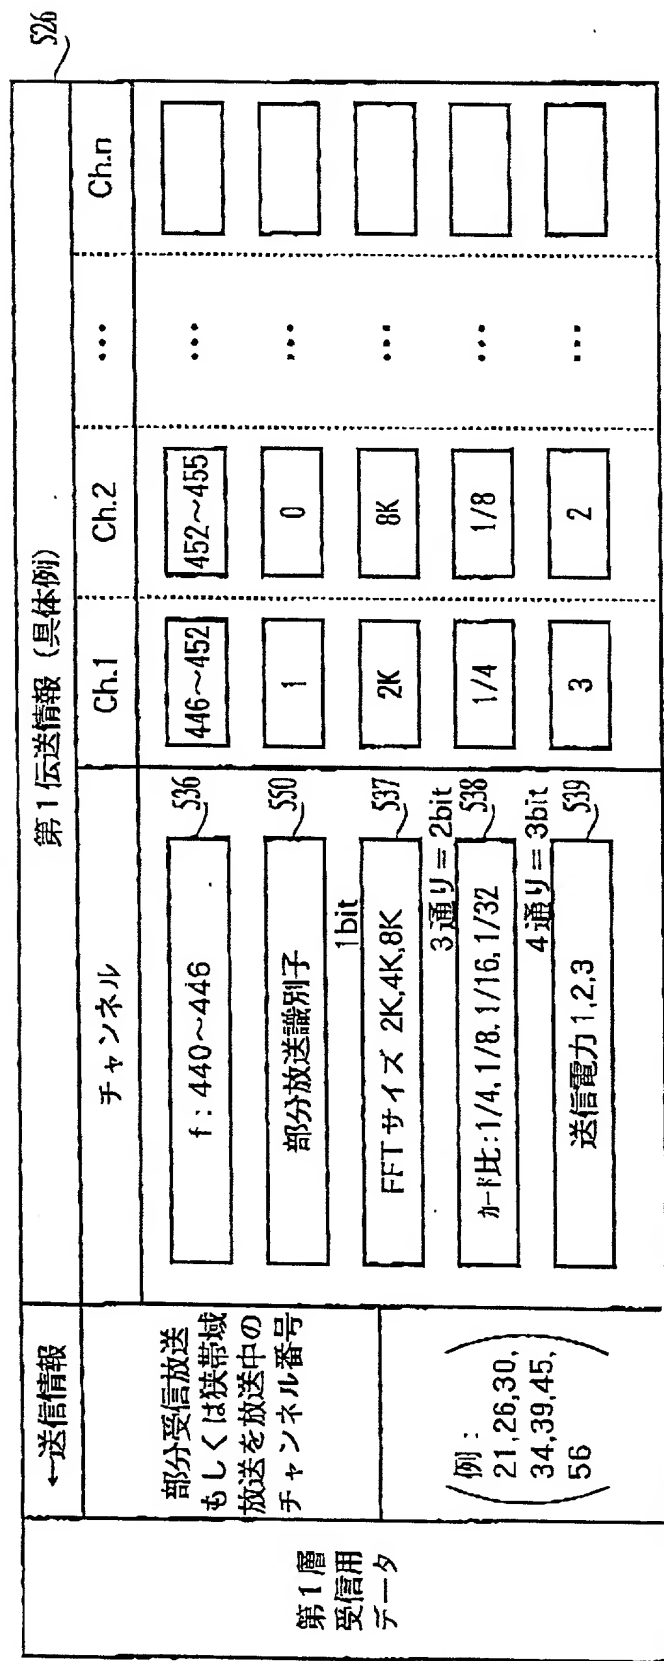 526
←送信情報
第1伝送情報 (具体例)
チャンネル
Ch.1
Ch.2
...
Ch.n
第1層
受信用
データ
部分受信放送
もしくは狭帯域
放送を放送中の
チャンネル番号
例：
21,26,30,
34,39,45,
56
f：440～446
536
446～452
452～455
...
部分放送識別子
550
1
0
...
1bit
FFTサイズ 2K,4K,8K
537
2K
8K
...
3通り＝2bit
ガード比：1/4,1/8,1/16,1/32
538
1/4
1/8
...
4通り＝3bit
送信電力1,2,3
539
3
2
...